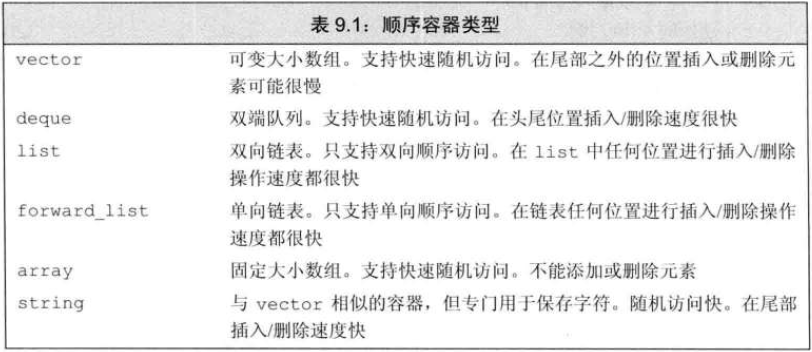 表 9.1：顺序容器类型
vector 可变大小数组。支持快速随机访问。在尾部之外的位置插入或删除元
素可能很慢
deque 双端队列。支持快速随机访问。在头尾位置插入/删除速度很快
list 双向链表。只支持双向顺序访问。在 list 中任何位置进行插入/删除
操作速度都很快
forward_list 单向链表。只支持单向顺序访问。在链表任何位置进行插入/删除操作
速度都很快
array 固定大小数组。支持快速随机访问。不能添加或删除元素
string 与 vector 相似的容器，但专门用于保存字符。随机访问快。在尾部
插入/删除速度快